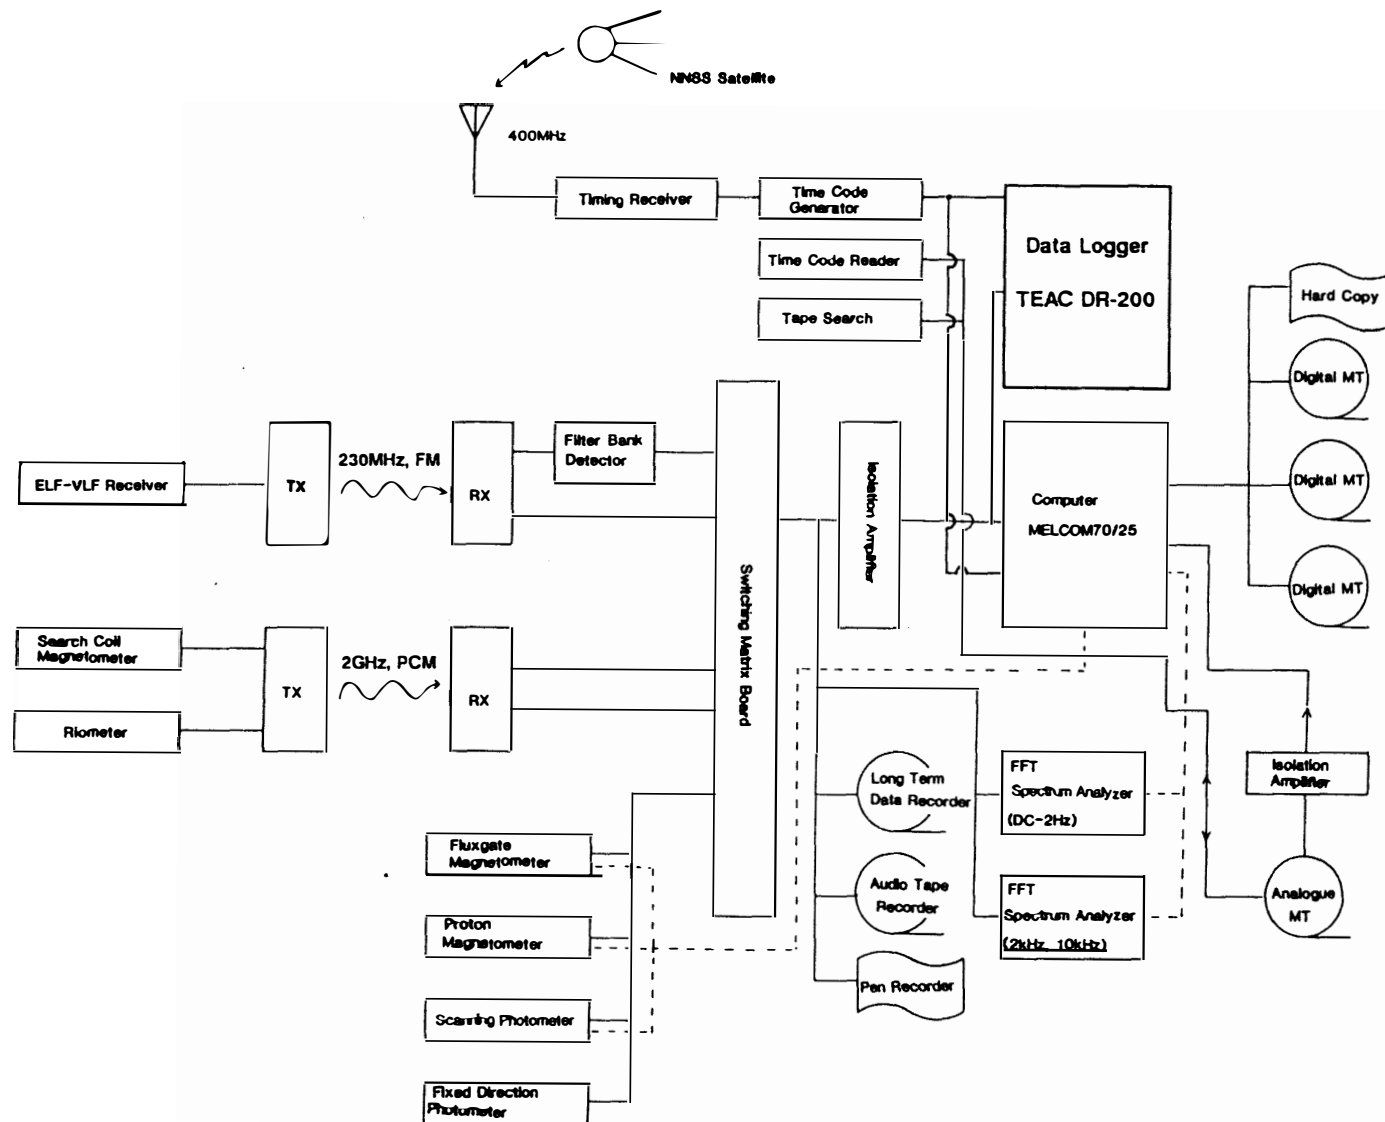 NNSS Satellite
400MHz
Timing Receiver
Time Code
Genarator
Time Code Reader
Tape Search
Data Logger
TEAC DR-200
Hard Copy
Digital MT
Digital MT
Digital MT
ELF-VLF Receiver
TX
230MHz, FM
RX
Filter Bank
Detector
Switching Matrix Board
Isolation Amplifier
Computer
MELCOM70/25
Search Coil
Magnetometer
Riometer
TX
2GHz, PCM
RX
Fluxgate
Magnetometer
Proton
Magnetometer
Scanning Photometer
Fixed Direction
Photometer
Long Term
Data Recorder
Audio Tape
Recorder
Pen Recorder
FFT
Spectrum Analyzer
(DC-2Hz)
FFT
Spectrum Analyzer
(2kHz, 10kHz)
Isolation
Amplifier
Analogue
MT